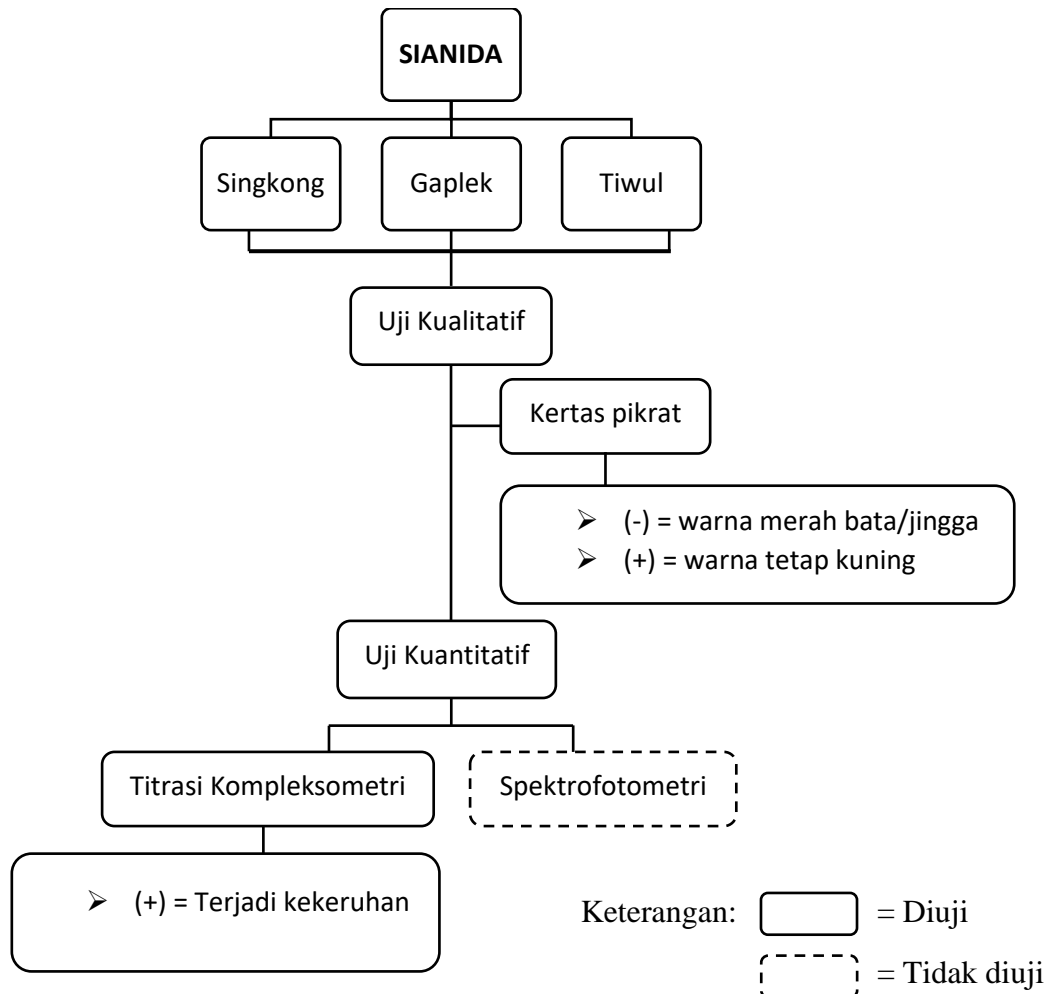 SIANIDA
Singkong
Gaplek
Tiwul
Uji Kualitatif
Kertas pikrat
➢ (-) = warna merah bata/jingga
➢ (+) = warna tetap kuning
Uji Kuantitatif
Titrasi Kompleksometri
Spektrofotometri
➢ (+) = Terjadi kekeruhan
Keterangan:
= Diuji
= Tidak diuji